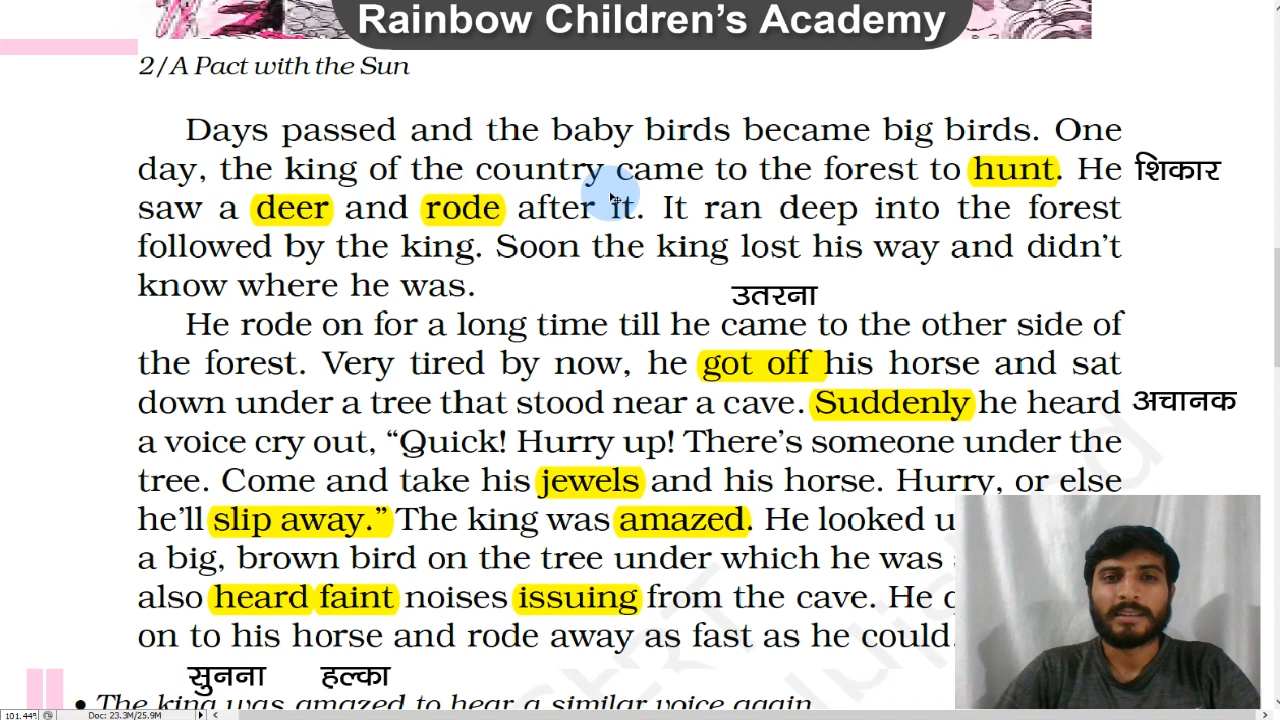 Rainbow Children's Academy
2/A Pact with the Sun
Days passed and the baby birds became big birds. One
day, the king of the country came to the forest to hunt. He शिकार
saw a deer and rode after it. It ran deep into the forest
followed by the king. Soon the king lost his way and didn't
know where he was.
उतरना
He rode on for a long time till he came to the other side of
the forest. Very tired by now, he got off his horse and sat
down under a tree that stood near a cave. Suddenly he heard अचानक
a voice cry out, “Quick! Hurry up! There's someone under the
tree. Come and take his jewels and his horse. Hurry, or else
he'll slip away.” The king was amazed. He looked
a big, brown bird on the tree under which he was
also heard faint noises issuing from the cave. He
on to his horse and rode away as fast as he could.
सुनना हल्का
• The king was amazed to hear a similar voice again
101.44% Doc: 23.3M/25.9M